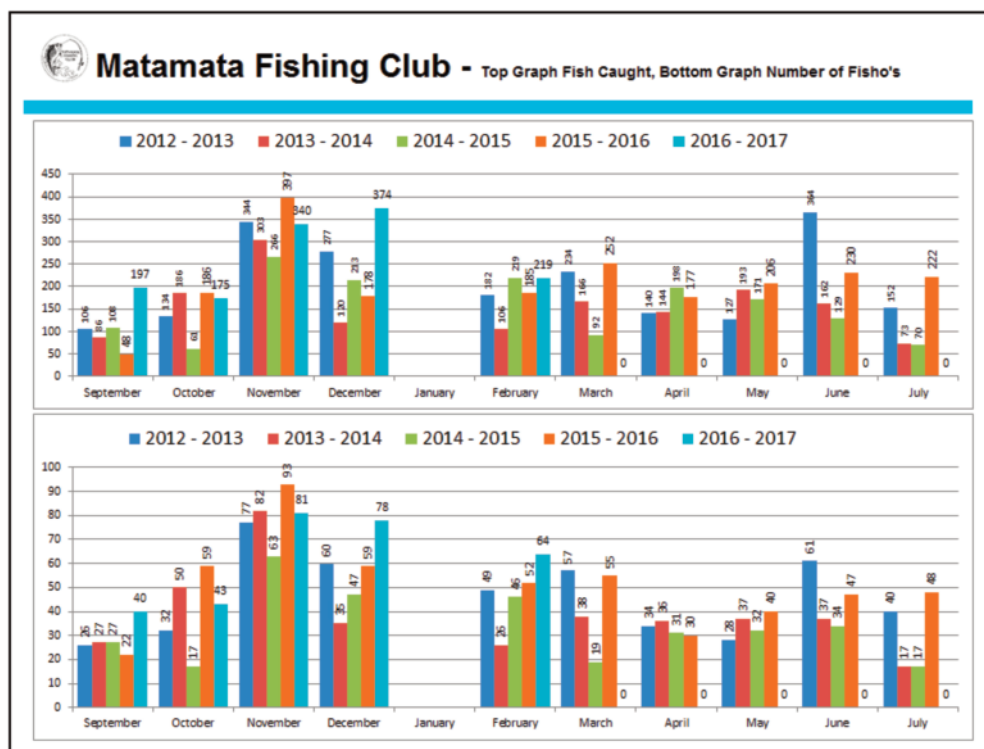 Matamata Fishing Club - Top Graph Fish Caught, Bottom Graph Number of Fisho's
2012 - 2013 2013 - 2014 2014 - 2015 2015 - 2016 2016 - 2017
450
400
350
300
250
200
150
100
50
0
106 86 108 48 197
134 186 61 186 175
344 303 266 397 340
277 120 213 178 374
182 106 219 185 219
234 166 92 252 0
140 144 198 177 0
127 193 171 206 0
364 162 129 230 0
152 73 70 222 0
September October November December January February March April May June July
2012 - 2013 2013 - 2014 2014 - 2015 2015 - 2016 2016 - 2017
100
90
80
70
60
50
40
30
20
10
0
26 27 27 22 40
32 50 17 59 43
77 82 63 93 81
60 35 47 59 78
49 26 46 52 64
57 38 19 55 0
34 36 31 30 0
28 37 32 40 0
61 37 34 47 0
40 17 17 48 0
September October November December January February March April May June July